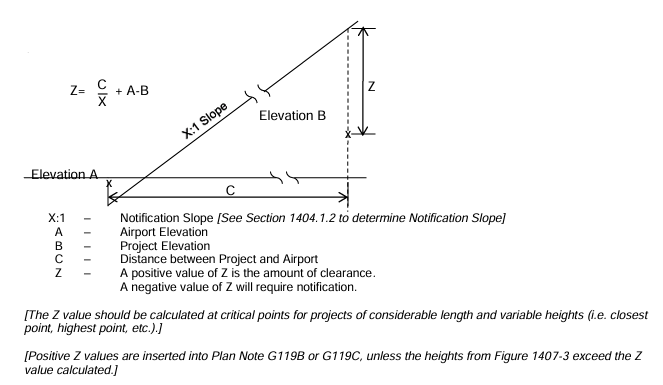 Z= C/X + A-B
Z
X:1 Slope
Elevation B
x
Elevation A
x
C
X:1 – Notification Slope [See Section 1404.1.2 to determine Notification Slope]
A – Airport Elevation
B – Project Elevation
C – Distance between Project and Airport
Z – A positive value of Z is the amount of clearance.
A negative value of Z will require notification.
[The Z value should be calculated at critical points for projects of considerable length and variable heights (i.e. closest
point, highest point, etc.).]
[Positive Z values are inserted into Plan Note G119B or G119C, unless the heights from Figure 1407-3 exceed the Z
value calculated.]